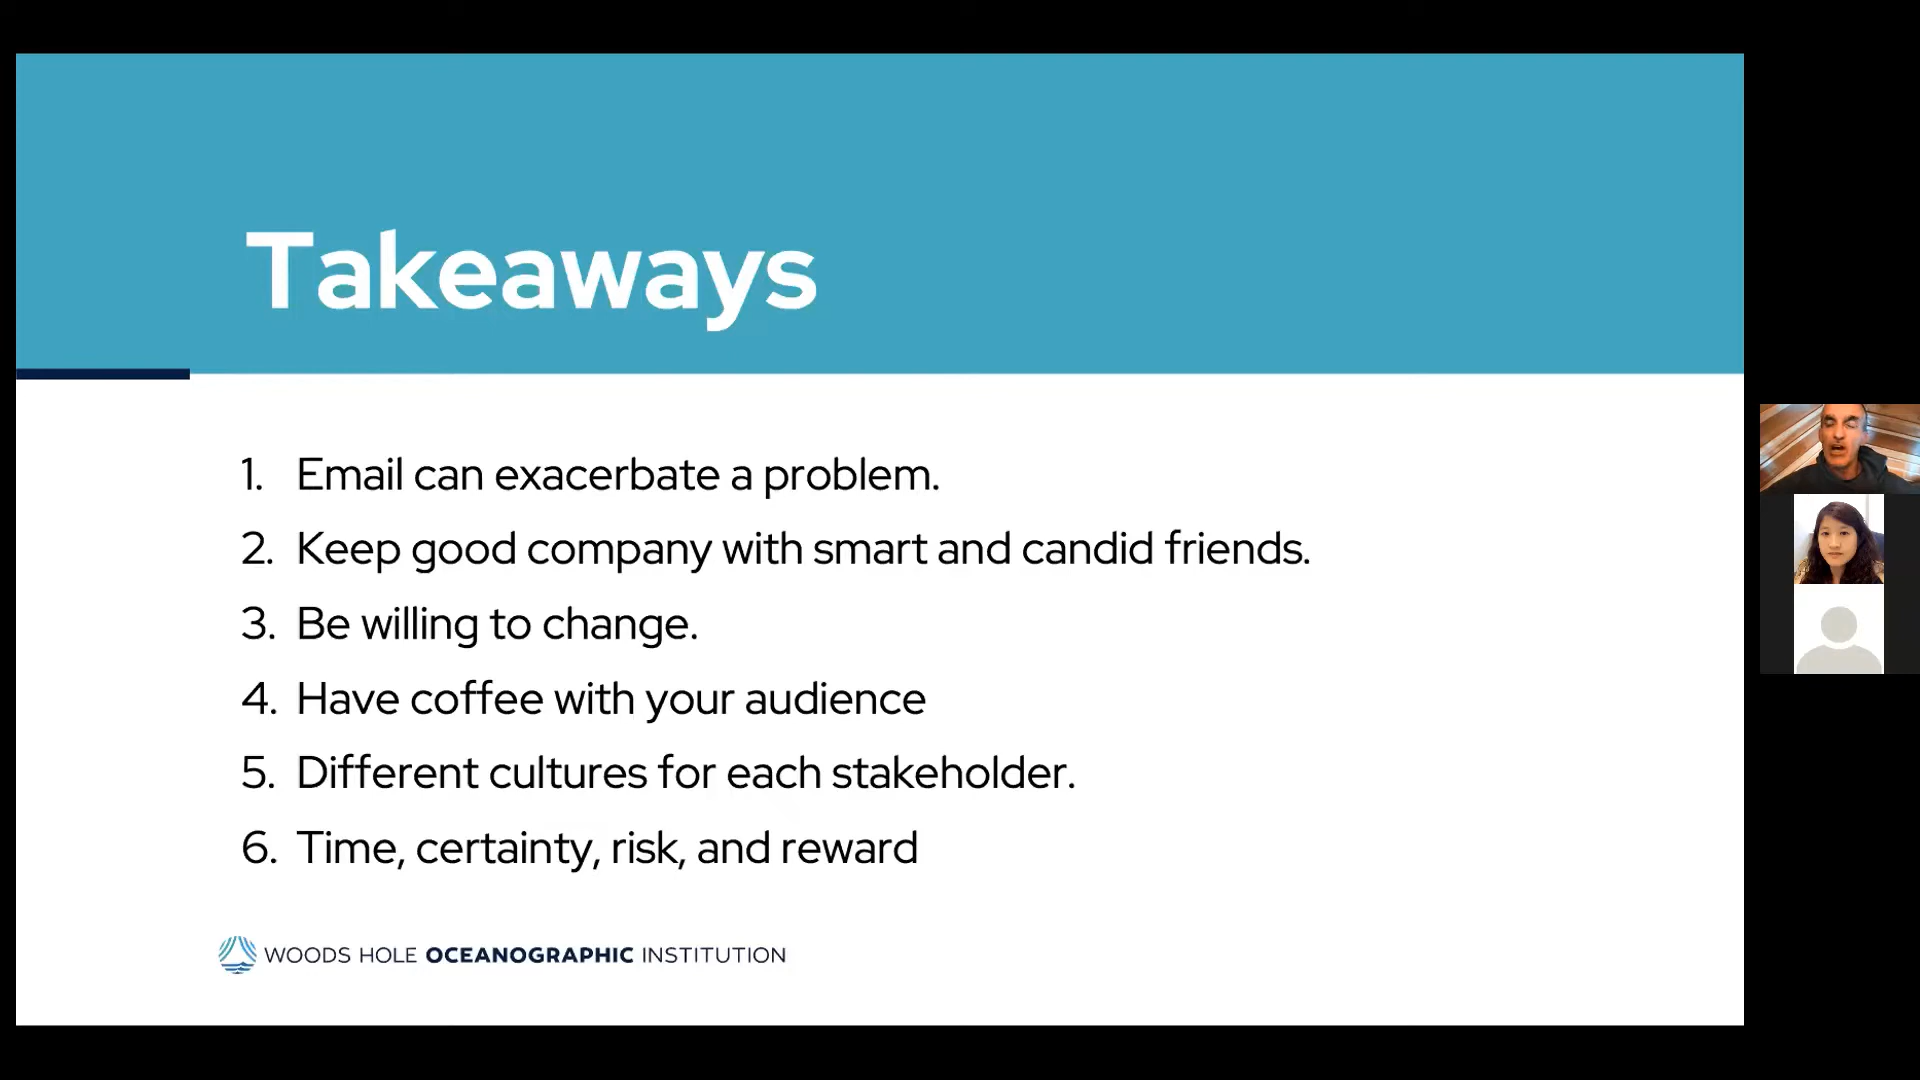 Takeaways
1. Email can exacerbate a problem.
2. Keep good company with smart and candid friends.
3. Be willing to change.
4. Have coffee with your audience
5. Different cultures for each stakeholder.
6. Time, certainty, risk, and reward
WOODS HOLE OCEANOGRAPHIC INSTITUTION